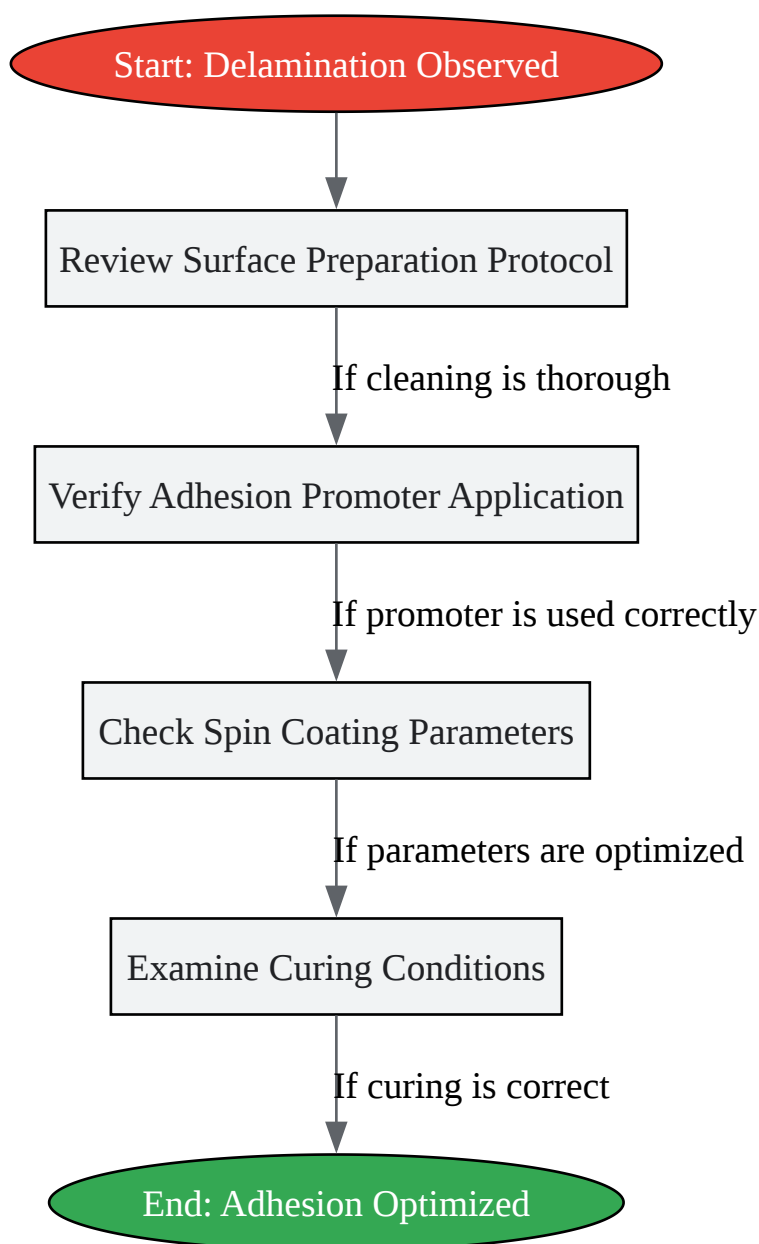 Start: Delamination Observed
Review Surface Preparation Protocol
If cleaning is thorough
Verify Adhesion Promoter Application
If promoter is used correctly
Check Spin Coating Parameters
If parameters are optimized
Examine Curing Conditions
If curing is correct
End: Adhesion Optimized